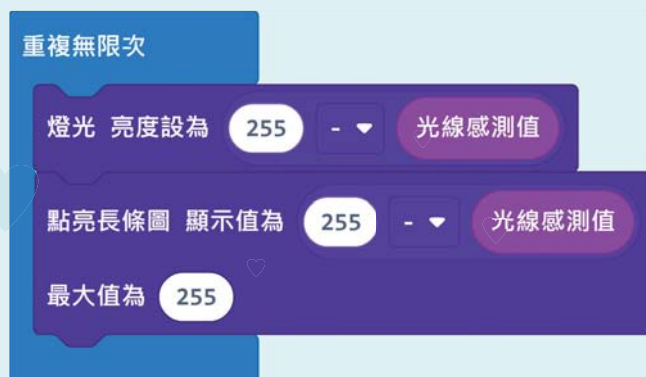 重複無限次
燈光 亮度設為 255 - 光線感測值
點亮長條圖 顯示值為 255 - 光線感測值
最大值為 255